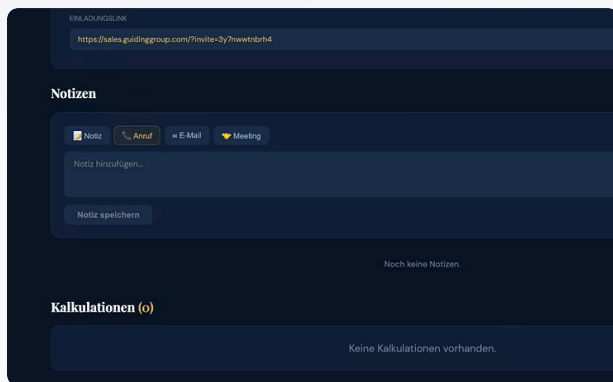 EINLADUNGSLINK
https://sales.guidinggroup.com/?invite=3y7nwwtnbrh4
Notizen
Notiz Anruf E-Mail Meeting
Notiz hinzufügen...
Notiz speichern
Noch keine Notizen.
Kalkulationen (0)
Keine Kalkulationen vorhanden.